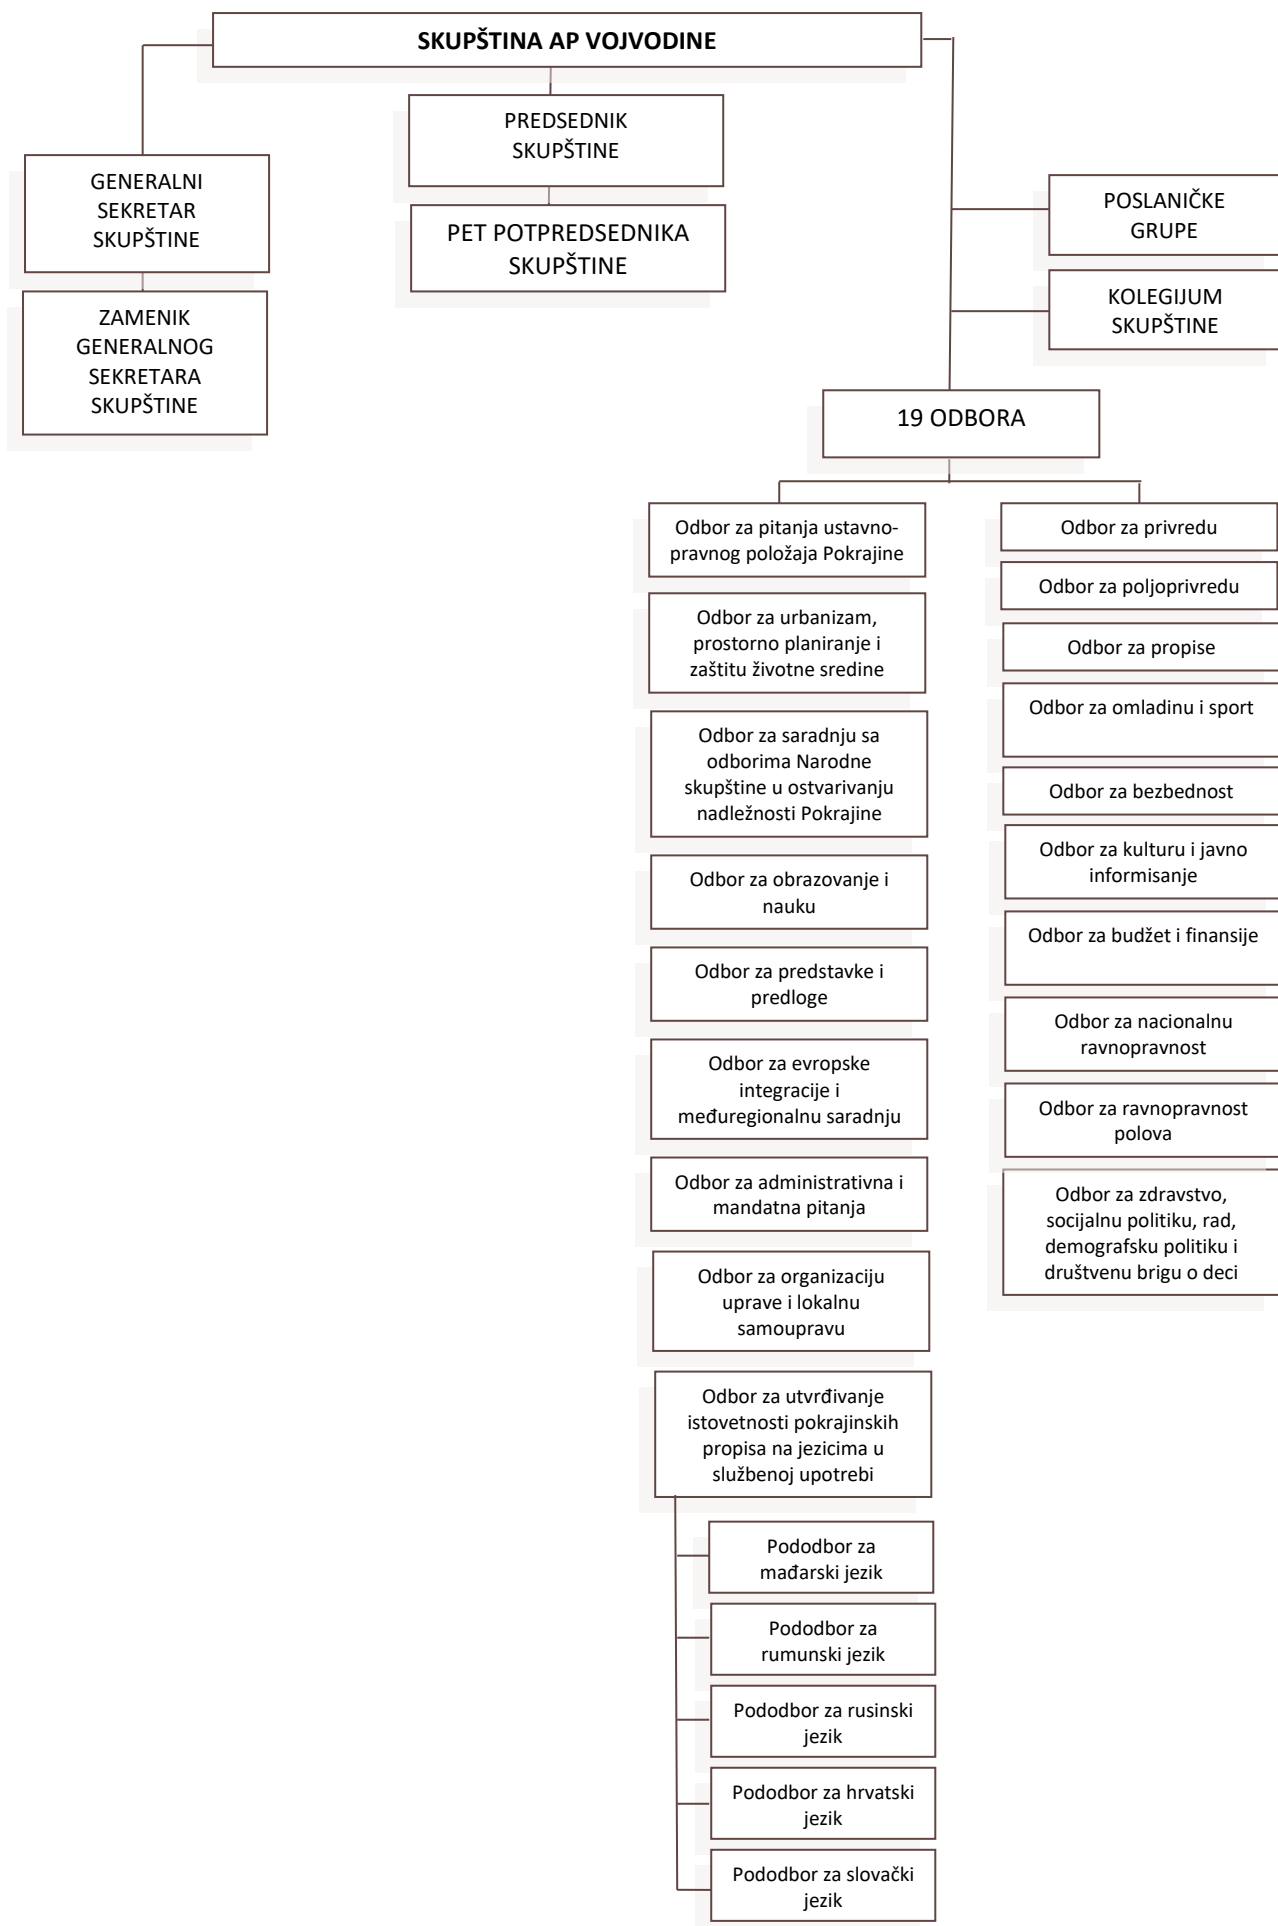 SKUPŠTINA AP VOJVODINE
PREDSEDNIK
SKUPŠTINE
PET POTPREDSEDNIKA
SKUPŠTINE
GENERALNI
SEKRETAR
SKUPŠTINE
ZAMENIK
GENERALNOG
SEKRETARA
SKUPŠTINE
POSLANIČKE
GRUPE
KOLEGIJUM
SKUPŠTINE
19 ODBORA
Odbor za pitanja ustavno-
pravnog položaja Pokrajine
Odbor za urbanizam,
prostorno planiranje i
zaštitu životne sredine
Odbor za saradnju sa
odborima Narodne
skupštine u ostvarivanju
nadležnosti Pokrajine
Odbor za obrazovanje i
nauku
Odbor za predstavke i
predloge
Odbor za evropske
integracije i
međuregionalnu saradnju
Odbor za administrativna i
mandatna pitanja
Odbor za organizaciju
uprave i lokalnu
samoupravu
Odbor za utvrđivanje
istovetnosti pokrajinskih
propisa na jezicima u
službenoj upotrebi
Pododbor za
mađarski jezik
Pododbor za
rumunski jezik
Pododbor za rusinski
jezik
Pododbor za hrvatski
jezik
Pododbor za slovački
jezik
Odbor za privredu
Odbor za poljoprivredu
Odbor za propise
Odbor za omladinu i sport
Odbor za bezbednost
Odbor za kulturu i javno
informisanje
Odbor za budžet i finansije
Odbor za nacionalnu
ravnopravnost
Odbor za ravnopravnost
polova
Odbor za zdravstvo,
socijalnu politiku, rad,
demografsku politiku i
društvenu brigu o deci